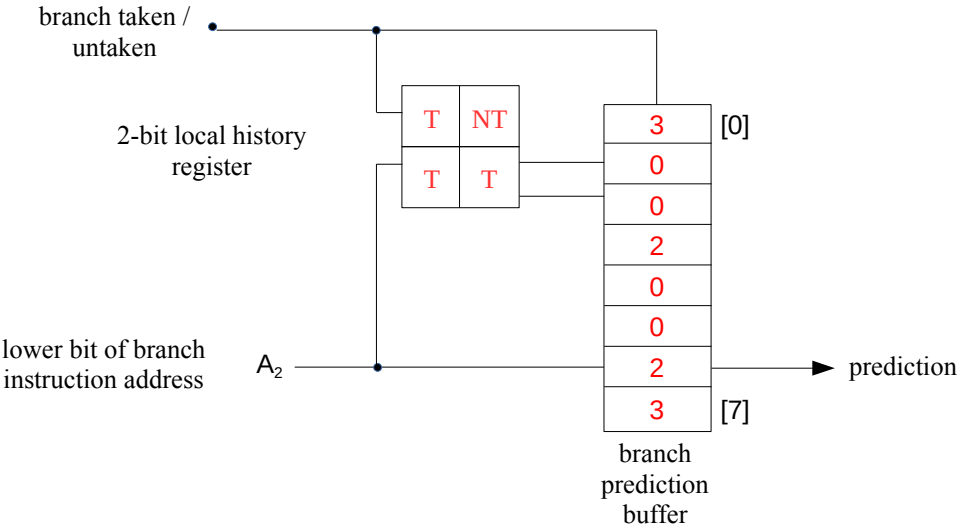 branch taken /
untaken
2-bit local history
register
T NT
T T
3 [0]
0
0
2
0
0
2
3 [7]
lower bit of branch
instruction address
A₂
prediction
branch
prediction
buffer